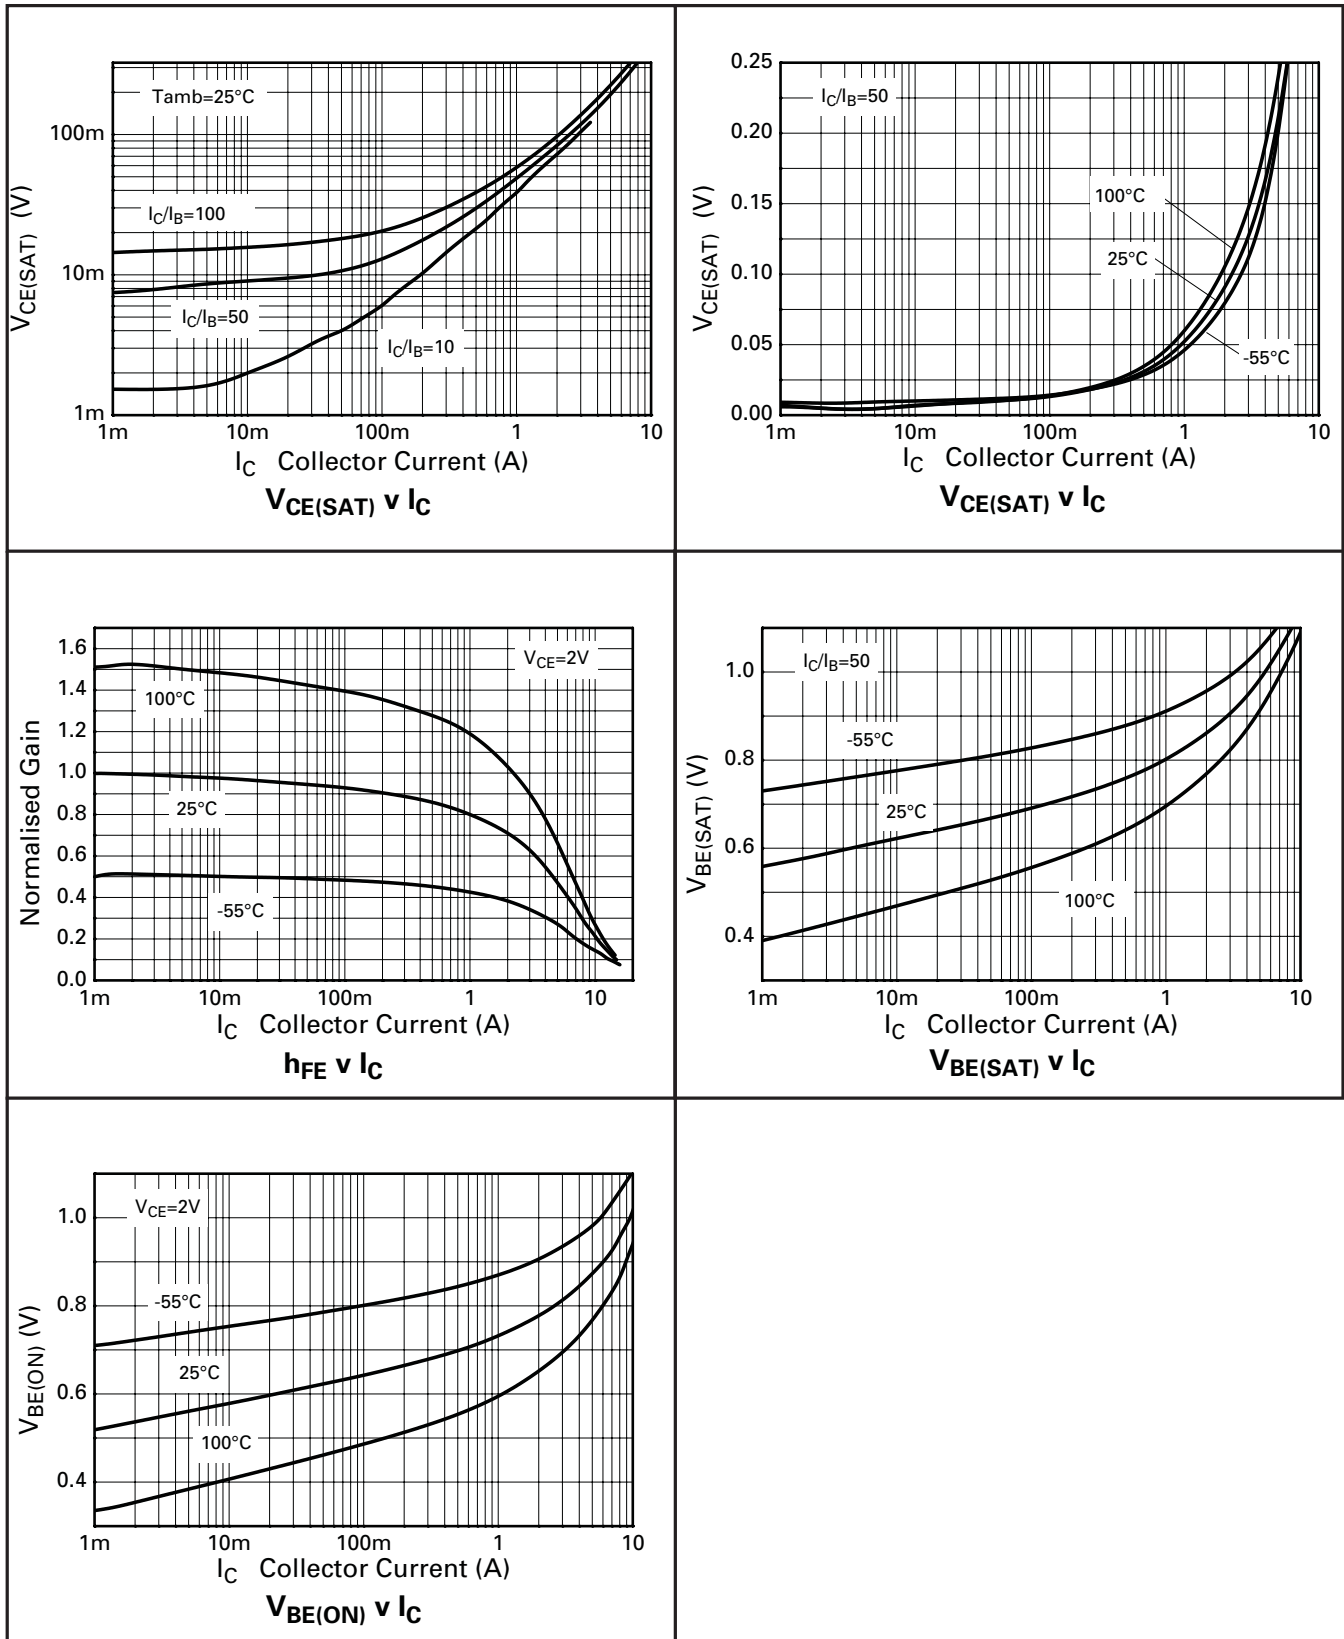 Tamb=25°C
100m
IC/IB=100
10m
IC/IB=50
IC/IB=10
1m
VCE(SAT) (V)
1m 10m 100m 1 10
IC Collector Current (A)
VCE(SAT) v IC
0.25
IC/IB=50
0.20
0.15
100°C
0.10
25°C
0.05
-55°C
0.00
VCE(SAT) (V)
1m 10m 100m 1 10
IC Collector Current (A)
VCE(SAT) v IC
1.6
VCE=2V
1.4
100°C
1.2
1.0
0.8
25°C
0.6
0.4
-55°C
0.2
0.0
Normalised Gain
1m 10m 100m 1 10
IC Collector Current (A)
hFE v IC
IC/IB=50
1.0
-55°C
0.8
25°C
0.6
100°C
0.4
VBE(SAT) (V)
1m 10m 100m 1 10
IC Collector Current (A)
VBE(SAT) v IC
VCE=2V
1.0
-55°C
0.8
25°C
0.6
100°C
0.4
VBE(ON) (V)
1m 10m 100m 1 10
IC Collector Current (A)
VBE(ON) v IC